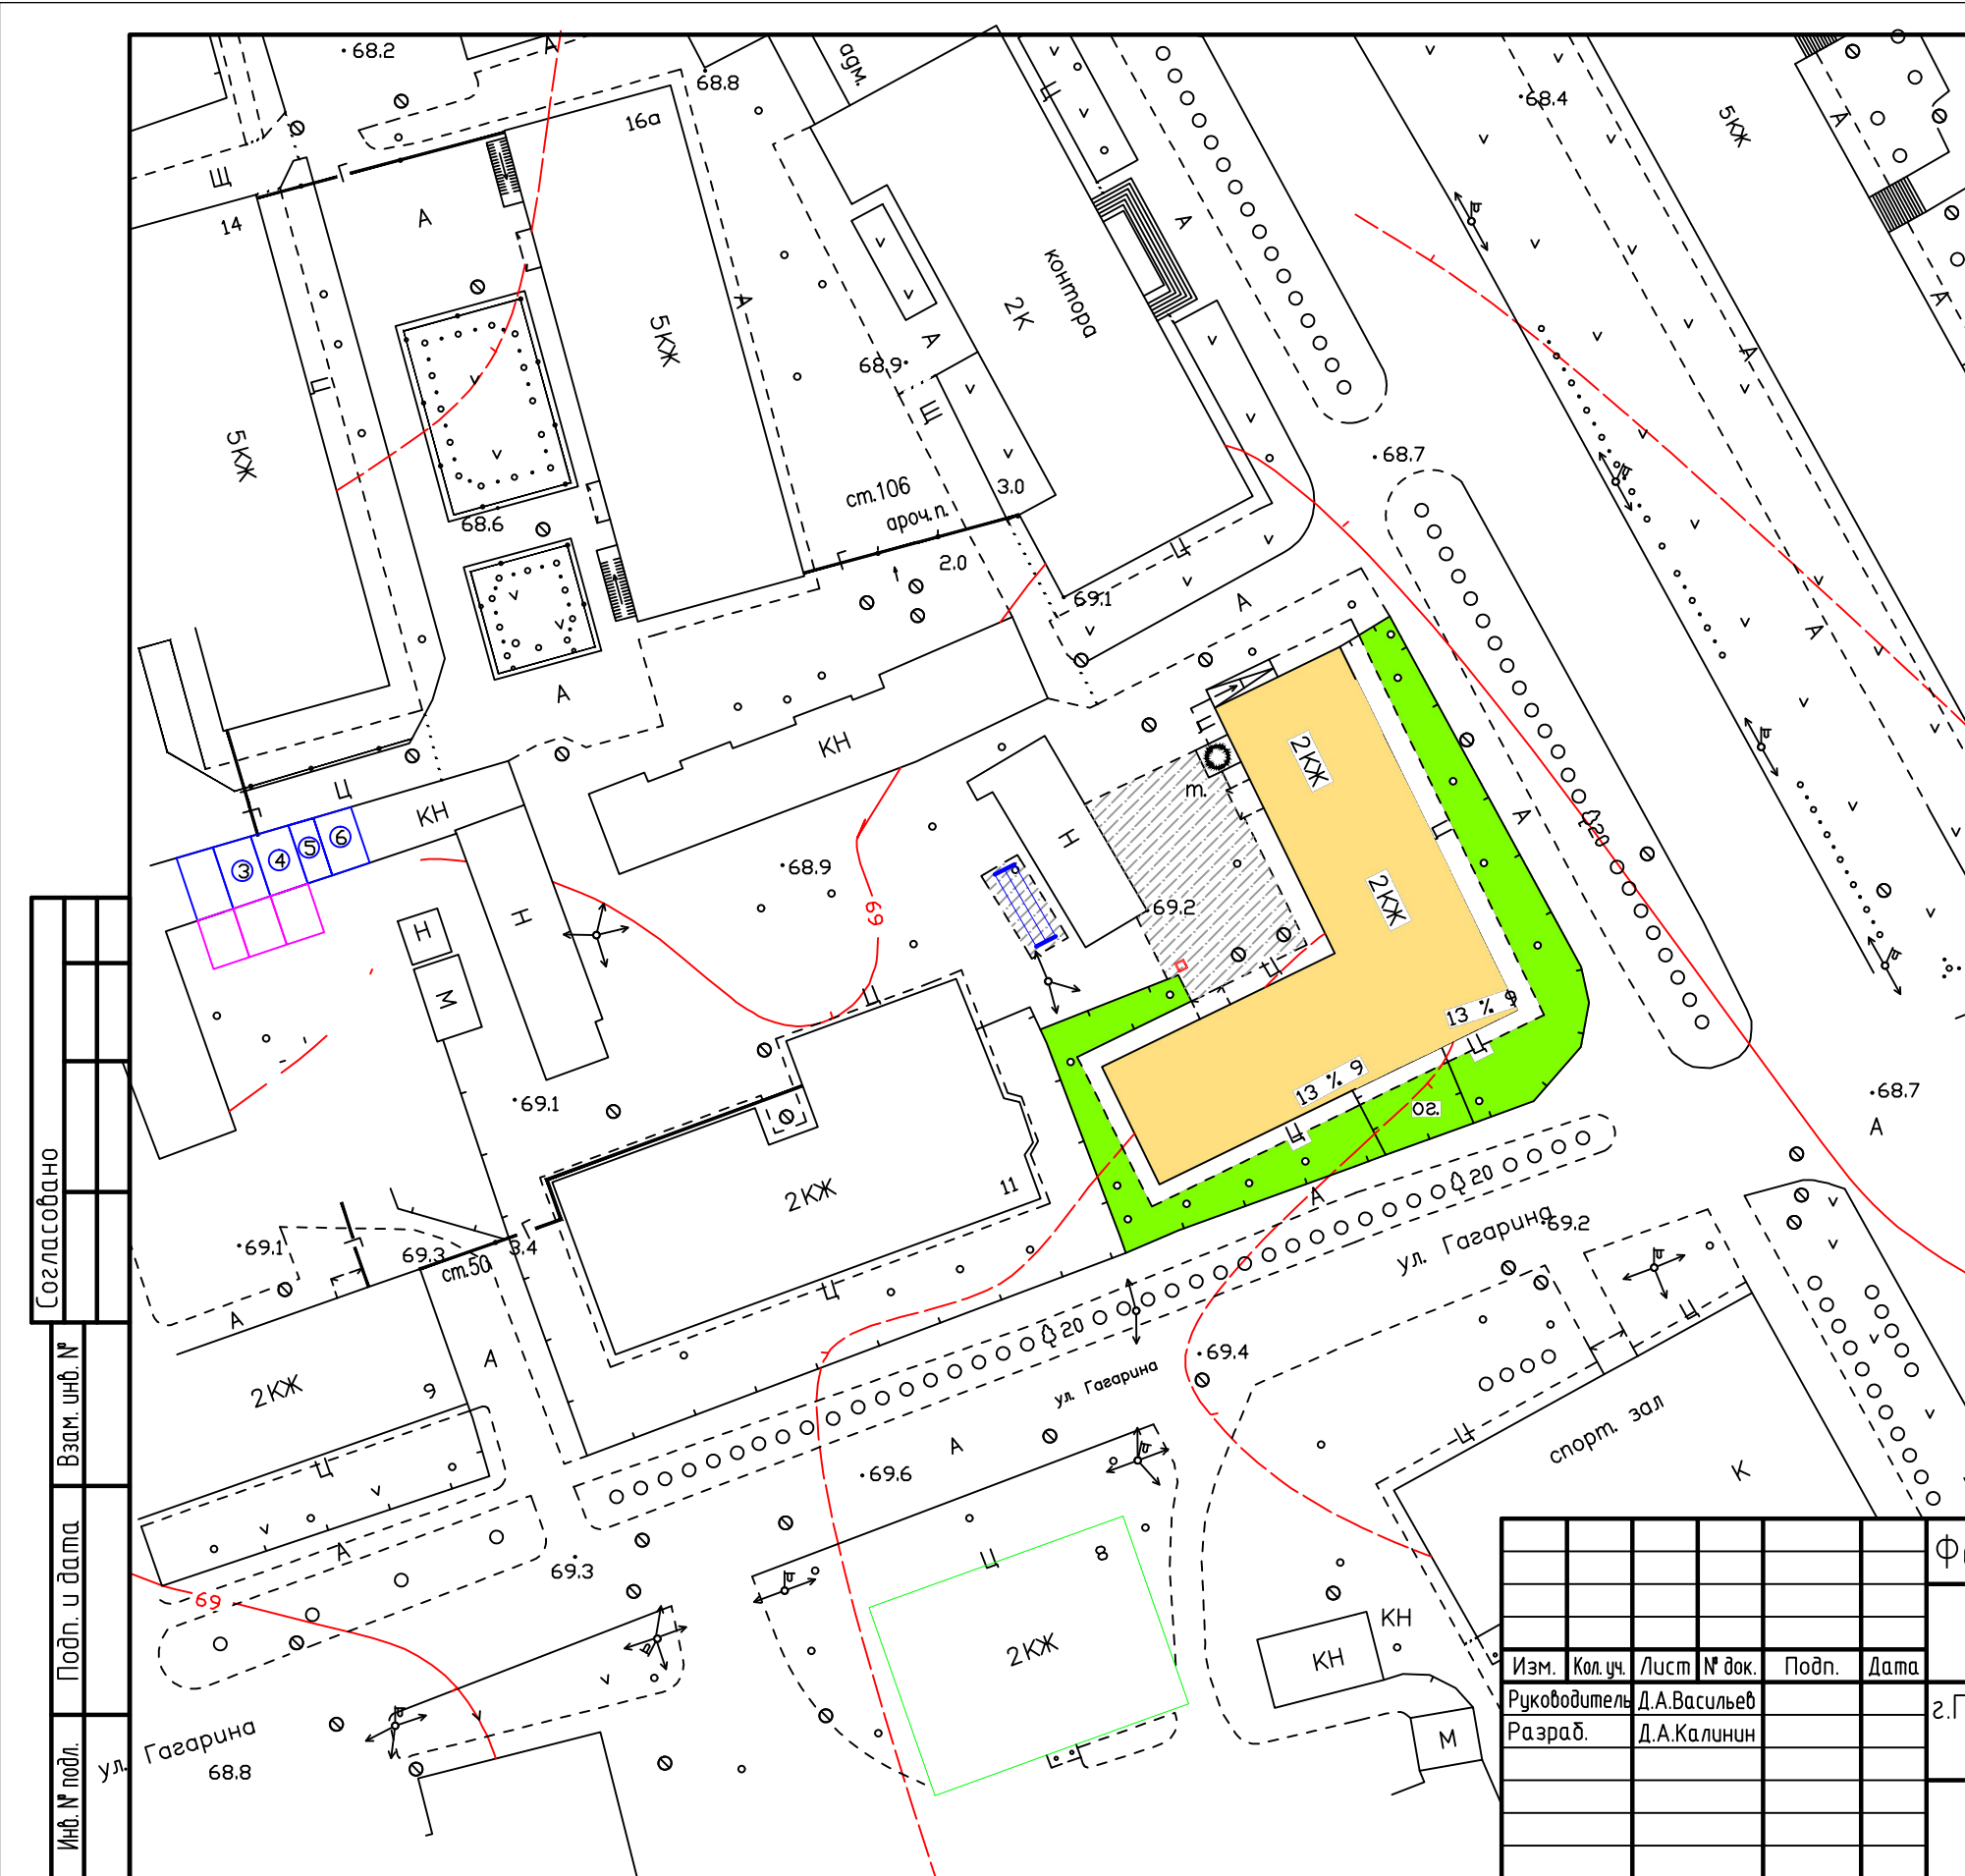 68.2
А
68.8
адм.
Ц
68.4
5КЖ
А
16а
Щ
14
А
А
ч
А
контора
2К
5КЖ
А
А
68.9
Щ
Ц
5КЖ
68.7
ч
ст.106
3.0
ароч.п.
68.6
2.0
Ц
69.1
А
А
А
А
КН
2КЖ
ч
Ц
т.
Ц
КН
20
А
3
4
5
6
Н
Ц
68.9
69
69.2
2КЖ
Н
Н
М
Ц
Ц
ч
13 % 9
Ц
69.1
13 % 9
ог.
68.7
А
Ц
2КЖ
11
20
А
69.1
69.3
3.4
ст.50
69.2
ул. Гагарина
ч
Ц
А
Ц
20
69.4
А
2КЖ
9
ул. Гагарина
Ц
А
69.6
ч
Ц
спорт. зал
К
А
69.3
69
ч
Ц
8
2КЖ
КН
КН
ч
ч
М
ул. Гагарина
68.8
Согласовано
Взам. инв. №
Подп. и дата
Инв. № подл.
Изм. Кол.уч. Лист № док. Подп. Дата
Руководитель Д.А.Васильев
Разраб. Д.А.Калинин
г.Г